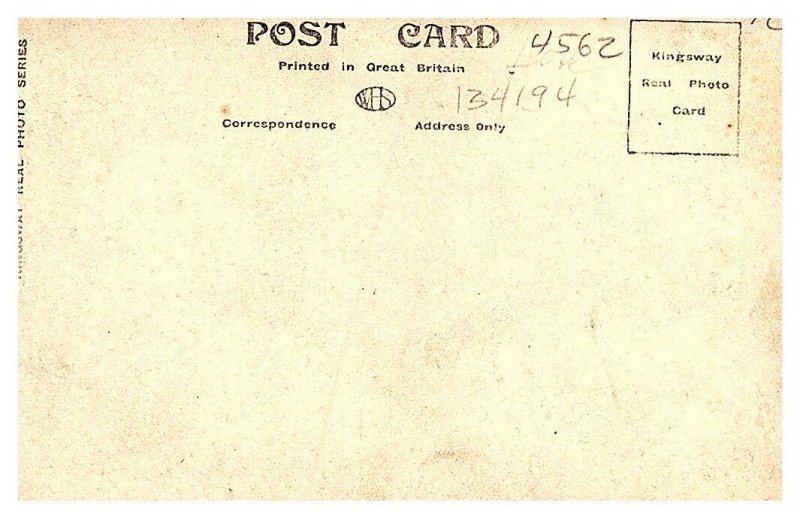 POST CARD
4562
Printed in Great Britain
WHS
134194
Correspondence
Address Only
Kingsway
Real Photo
Card
KINGSWAY REAL PHOTO SERIES